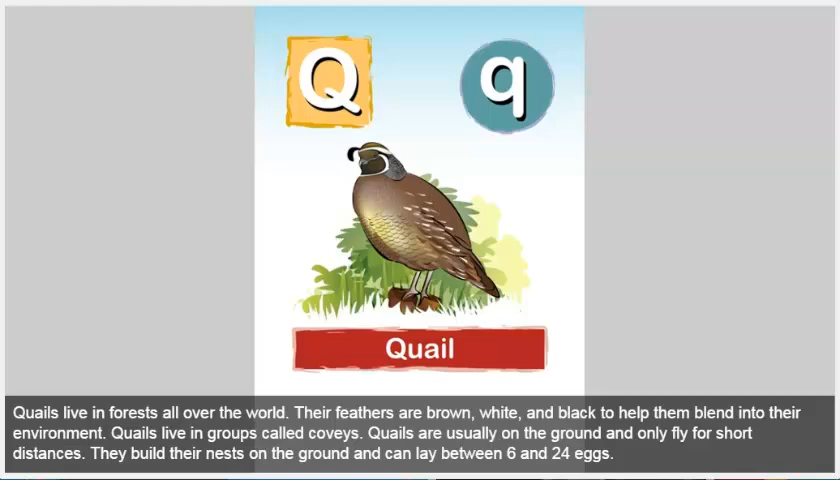 Q q
Quail
Quails live in forests all over the world. Their feathers are brown, white, and black to help them blend into their
environment. Quails live in groups called coveys. Quails are usually on the ground and only fly for short
distances. They build their nests on the ground and can lay between 6 and 24 eggs.